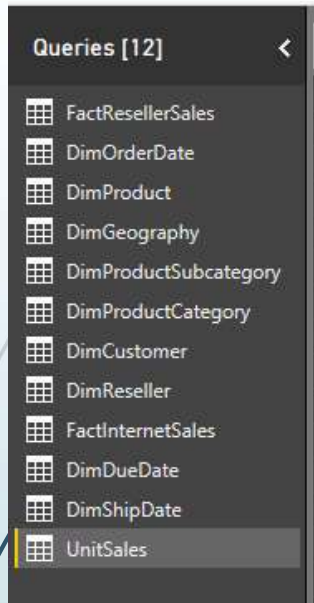 Queries [12]
FactResellerSales
DimOrderDate
DimProduct
DimGeography
DimProductSubcategory
DimProductCategory
DimCustomer
DimReseller
FactInternetSales
DimDueDate
DimShipDate
UnitSales